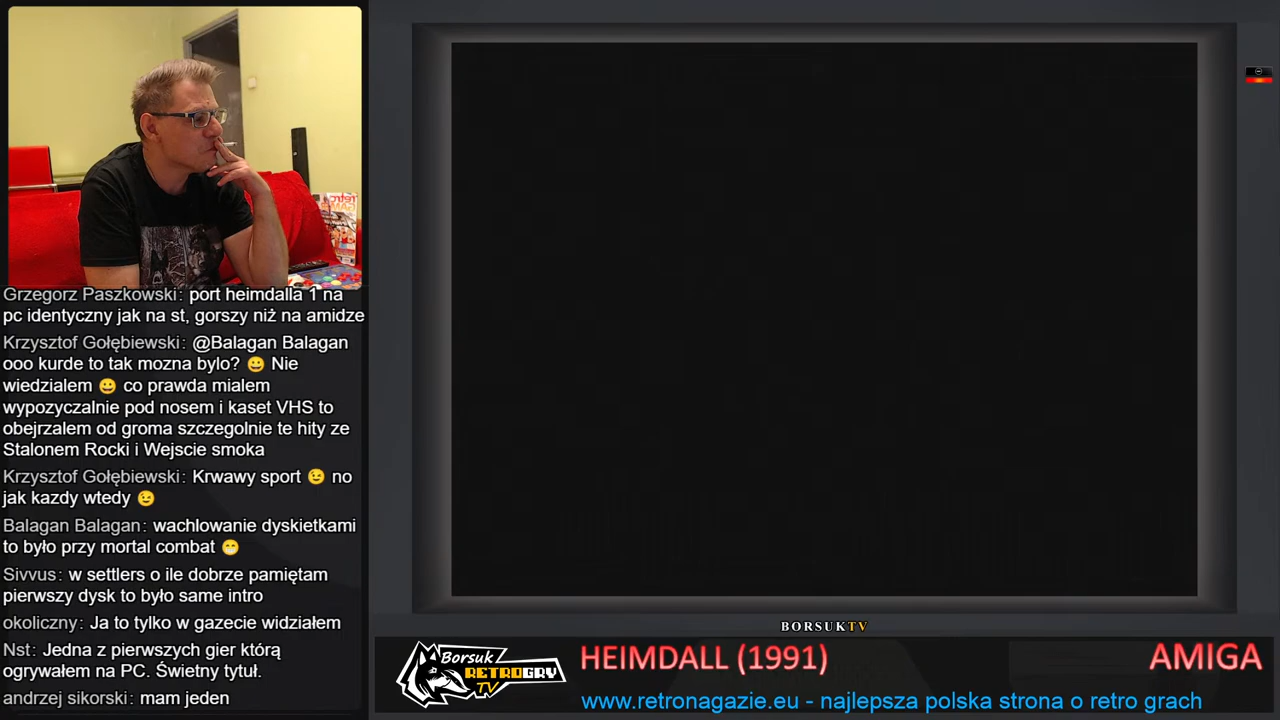 Grzegorz Paszkowski: port heimdalla 1 na
pc identyczny jak na st, gorszy niż na amidze
Krzysztof Gołębiewski: @Balagan Balagan
ooo kurde to tak mozna bylo? 😀 Nie
wiedzialem 😀 co prawda mialem
wypozyczalnie pod nosem i kaset VHS to
obejrzalem od groma szczegolnie te hity ze
Stalonem Rocki i Wejscie smoka
Krzysztof Gołębiewski: Krwawy sport 😉 no
jak kazdy wtedy 😉
Balagan Balagan: wachlowanie dyskietkami
to było przy mortal combat 😁
Sivvus: w settlers o ile dobrze pamiętam
pierwszy dysk to było same intro
okoliczny: Ja to tylko w gazecie widziałem
Nst: Jedna z pierwszych gier którą
ogrywałem na PC. Świetny tytuł.
andrzej sikorski: mam jeden
BORSUKTV
Borsuk
RETROGRY
TV
HEIMDALL (1991)
AMIGA
www.retronagazie.eu - najlepsza polska strona o retro grach